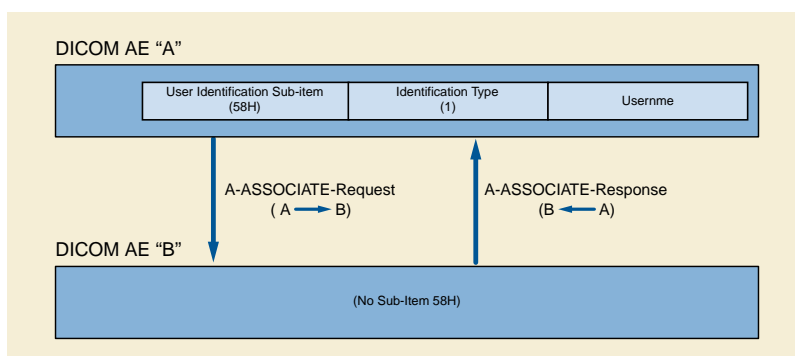 DICOM AE “A”
User Identification Sub-item
(58H)
Identification Type
(1)
Usernme
A-ASSOCIATE-Request
( A → B)
A-ASSOCIATE-Response
(B ← A)
DICOM AE “B”
(No Sub-Item 58H)